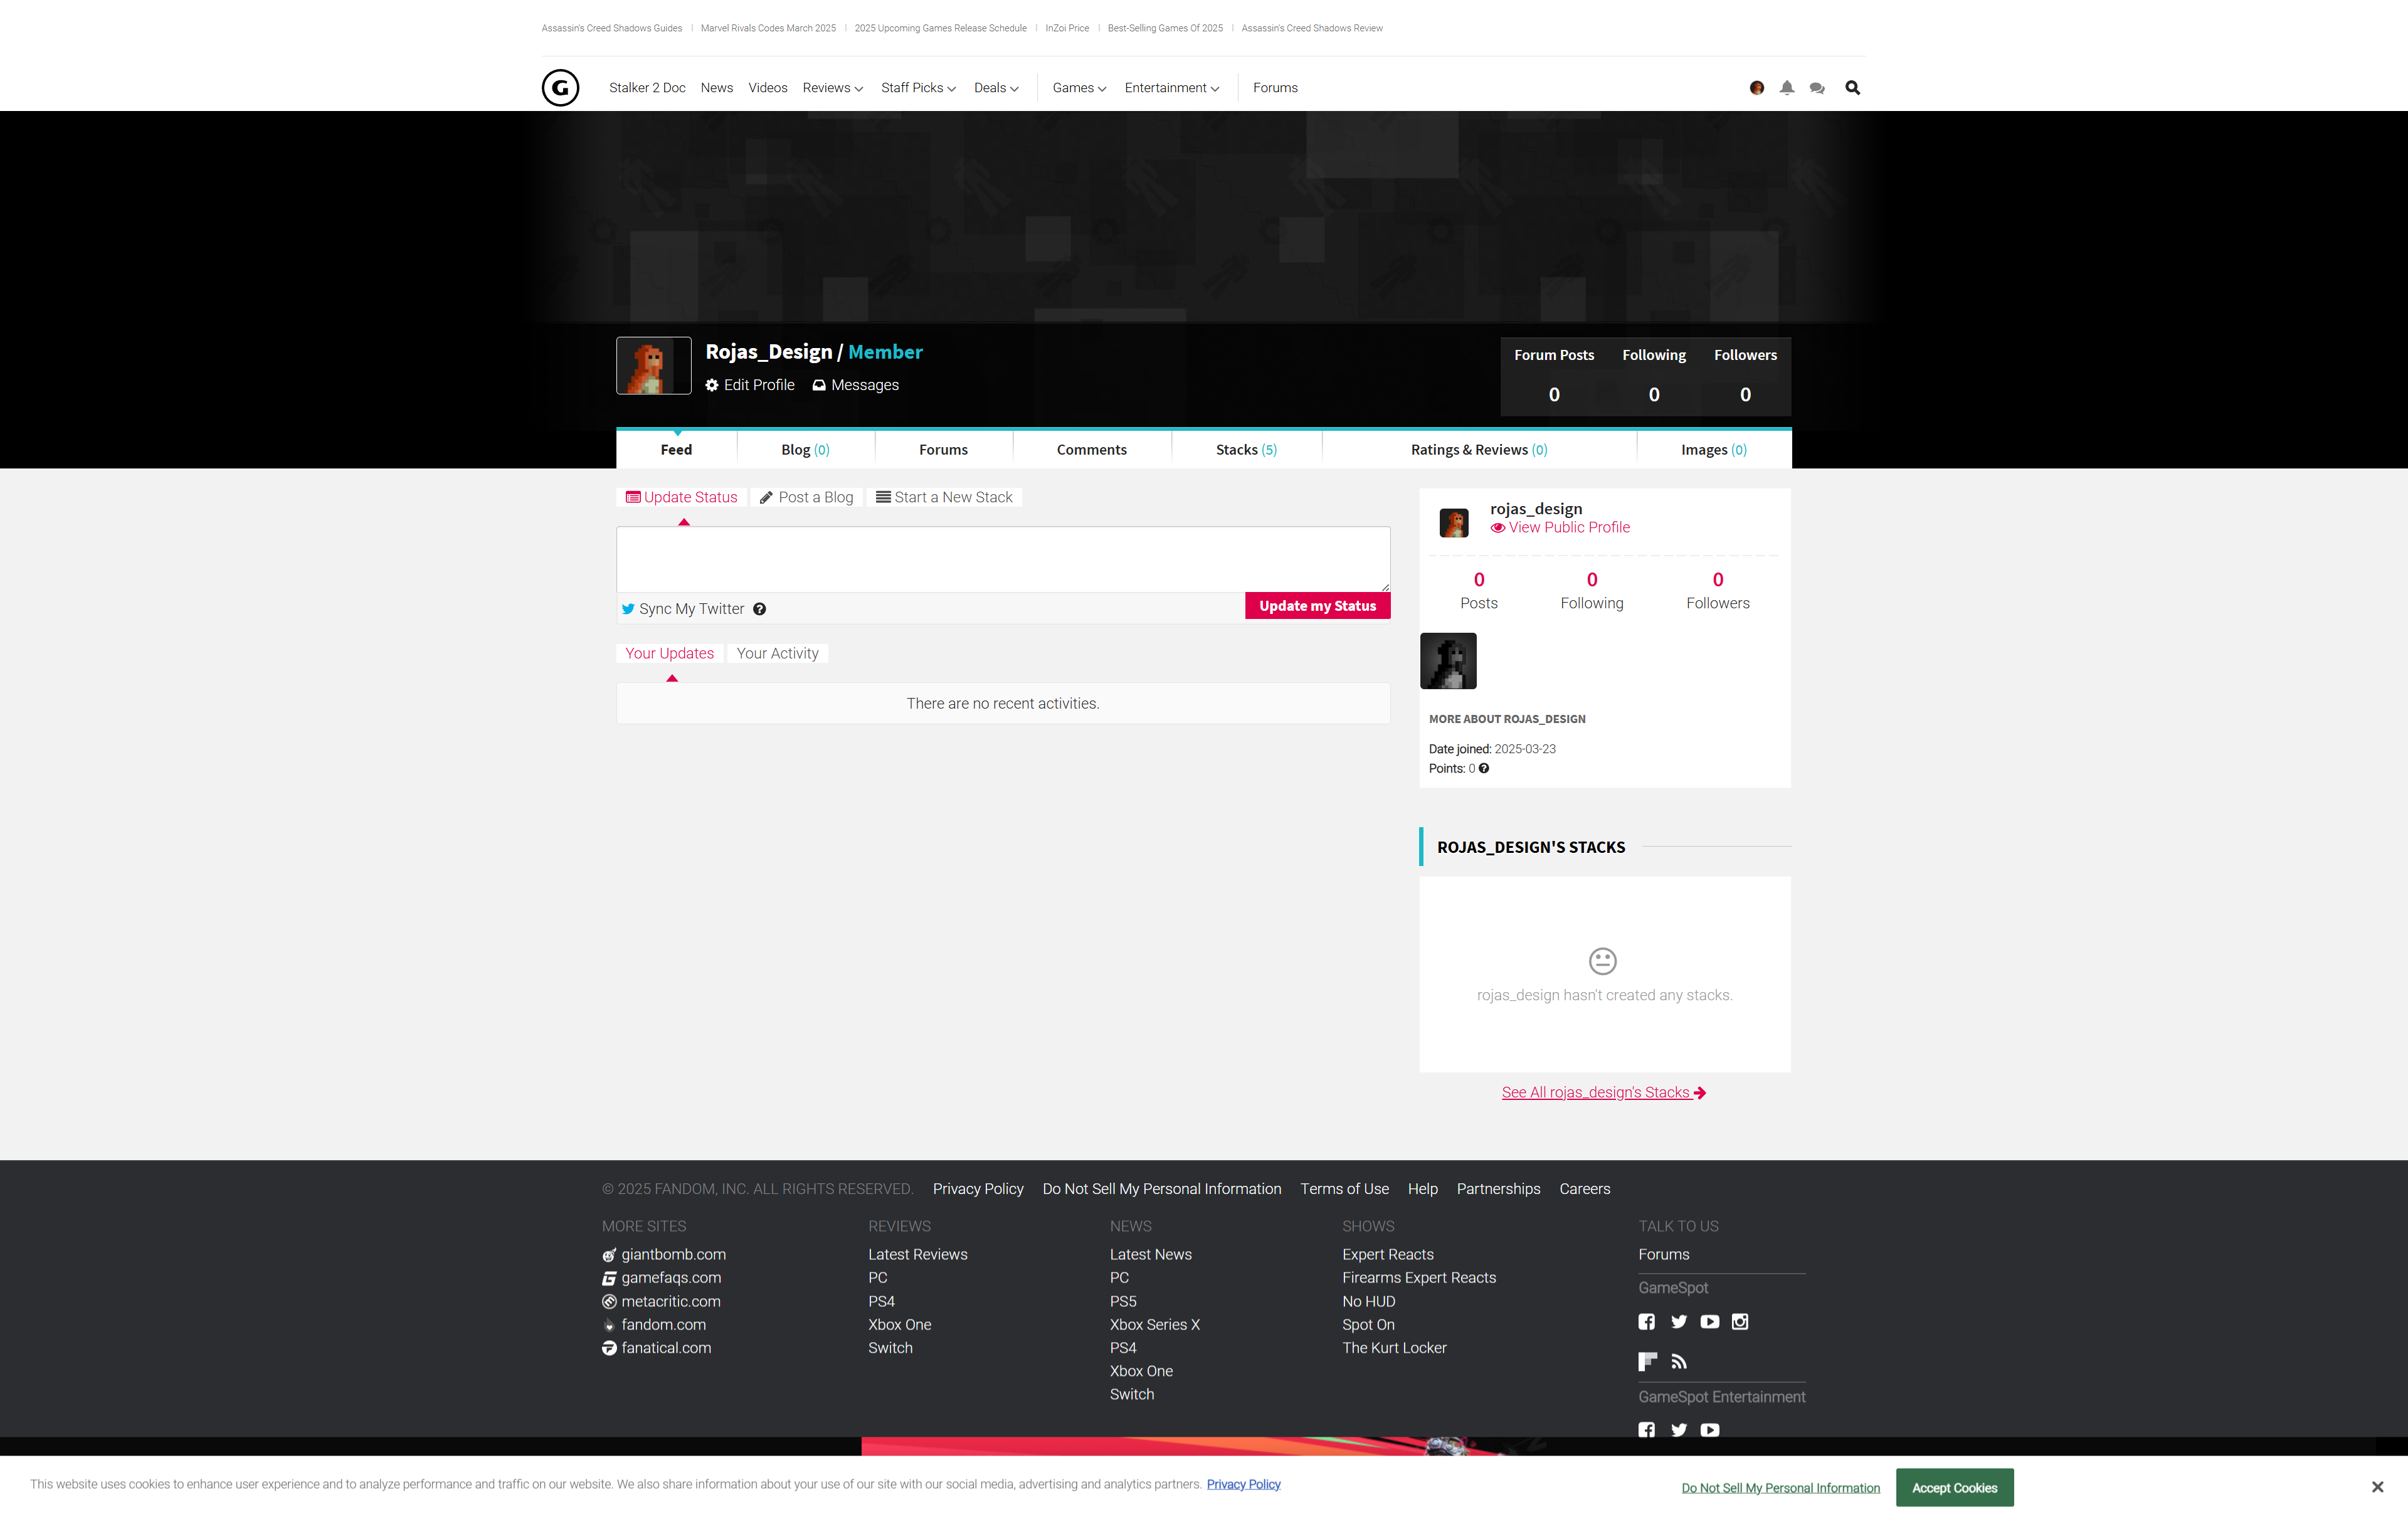 Assassin's Creed Shadows Guides | Marvel Rivals Codes March 2025 | 2025 Upcoming Games Release Schedule | InZoi Price | Best-Selling Games Of 2025 | Assassin's Creed Shadows Review
G Stalker 2 Doc News Videos Reviews Staff Picks Deals Games Entertainment Forums
Rojas_Design / Member
Edit Profile Messages
Forum Posts Following Followers
0 0 0
Feed Blog (0) Forums Comments Stacks (5) Ratings & Reviews (0) Images (0)
Update Status Post a Blog Start a New Stack
Sync My Twitter Update my Status
Your Updates Your Activity
There are no recent activities.
rojas_design
View Public Profile
0 0 0
Posts Following Followers
MORE ABOUT ROJAS_DESIGN
Date joined: 2025-03-23
Points: 0
ROJAS_DESIGN'S STACKS
rojas_design hasn't created any stacks.
See All rojas_design's Stacks
© 2025 FANDOM, INC. ALL RIGHTS RESERVED. Privacy Policy Do Not Sell My Personal Information Terms of Use Help Partnerships Careers
MORE SITES
giantbomb.com
gamefaqs.com
metacritic.com
fandom.com
fanatical.com
REVIEWS
Latest Reviews
PC
PS4
Xbox One
Switch
NEWS
Latest News
PC
PS5
Xbox Series X
PS4
Xbox One
Switch
SHOWS
Expert Reacts
Firearms Expert Reacts
No HUD
Spot On
The Kurt Locker
TALK TO US
Forums
GameSpot
GameSpot Entertainment
This website uses cookies to enhance user experience and to analyze performance and traffic on our website. We also share information about your use of our site with our social media, advertising and analytics partners. Privacy Policy
Do Not Sell My Personal Information Accept Cookies